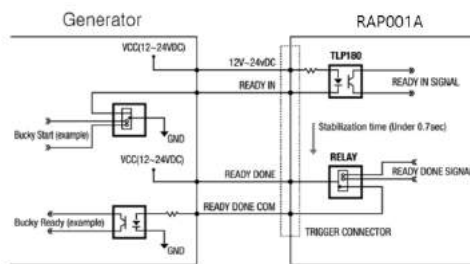 Generator
RAP001A
VCC(12~24VDC)
12V~24vDC
TLP180
READY IN
READY IN SIGNAL
Bucky Start (example)
GND
Stabilization time (Under 0.7sec)
VCC(12~24VDC)
RELAY
READY DONE
READY DONE SIGNAL
Bucky Ready (example)
READY DONE COM
GND
TRIGGER CONNECTOR